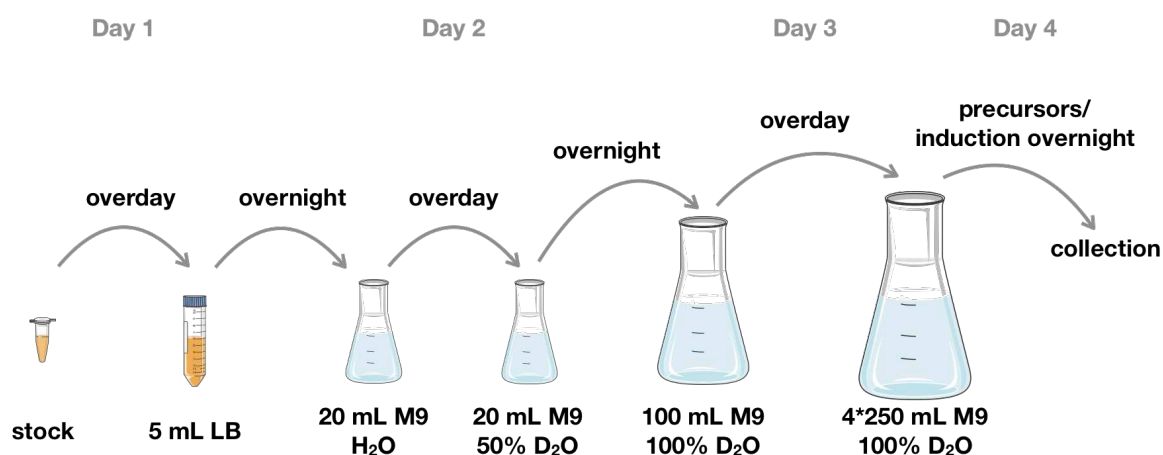 Day 1
Day 2
Day 3
Day 4
overday
overnight
overday
overnight
overday
precursors/
induction overnight
collection
stock
5 mL LB
20 mL M9
H₂O
20 mL M9
50% D₂O
100 mL M9
100% D₂O
4*250 mL M9
100% D₂O